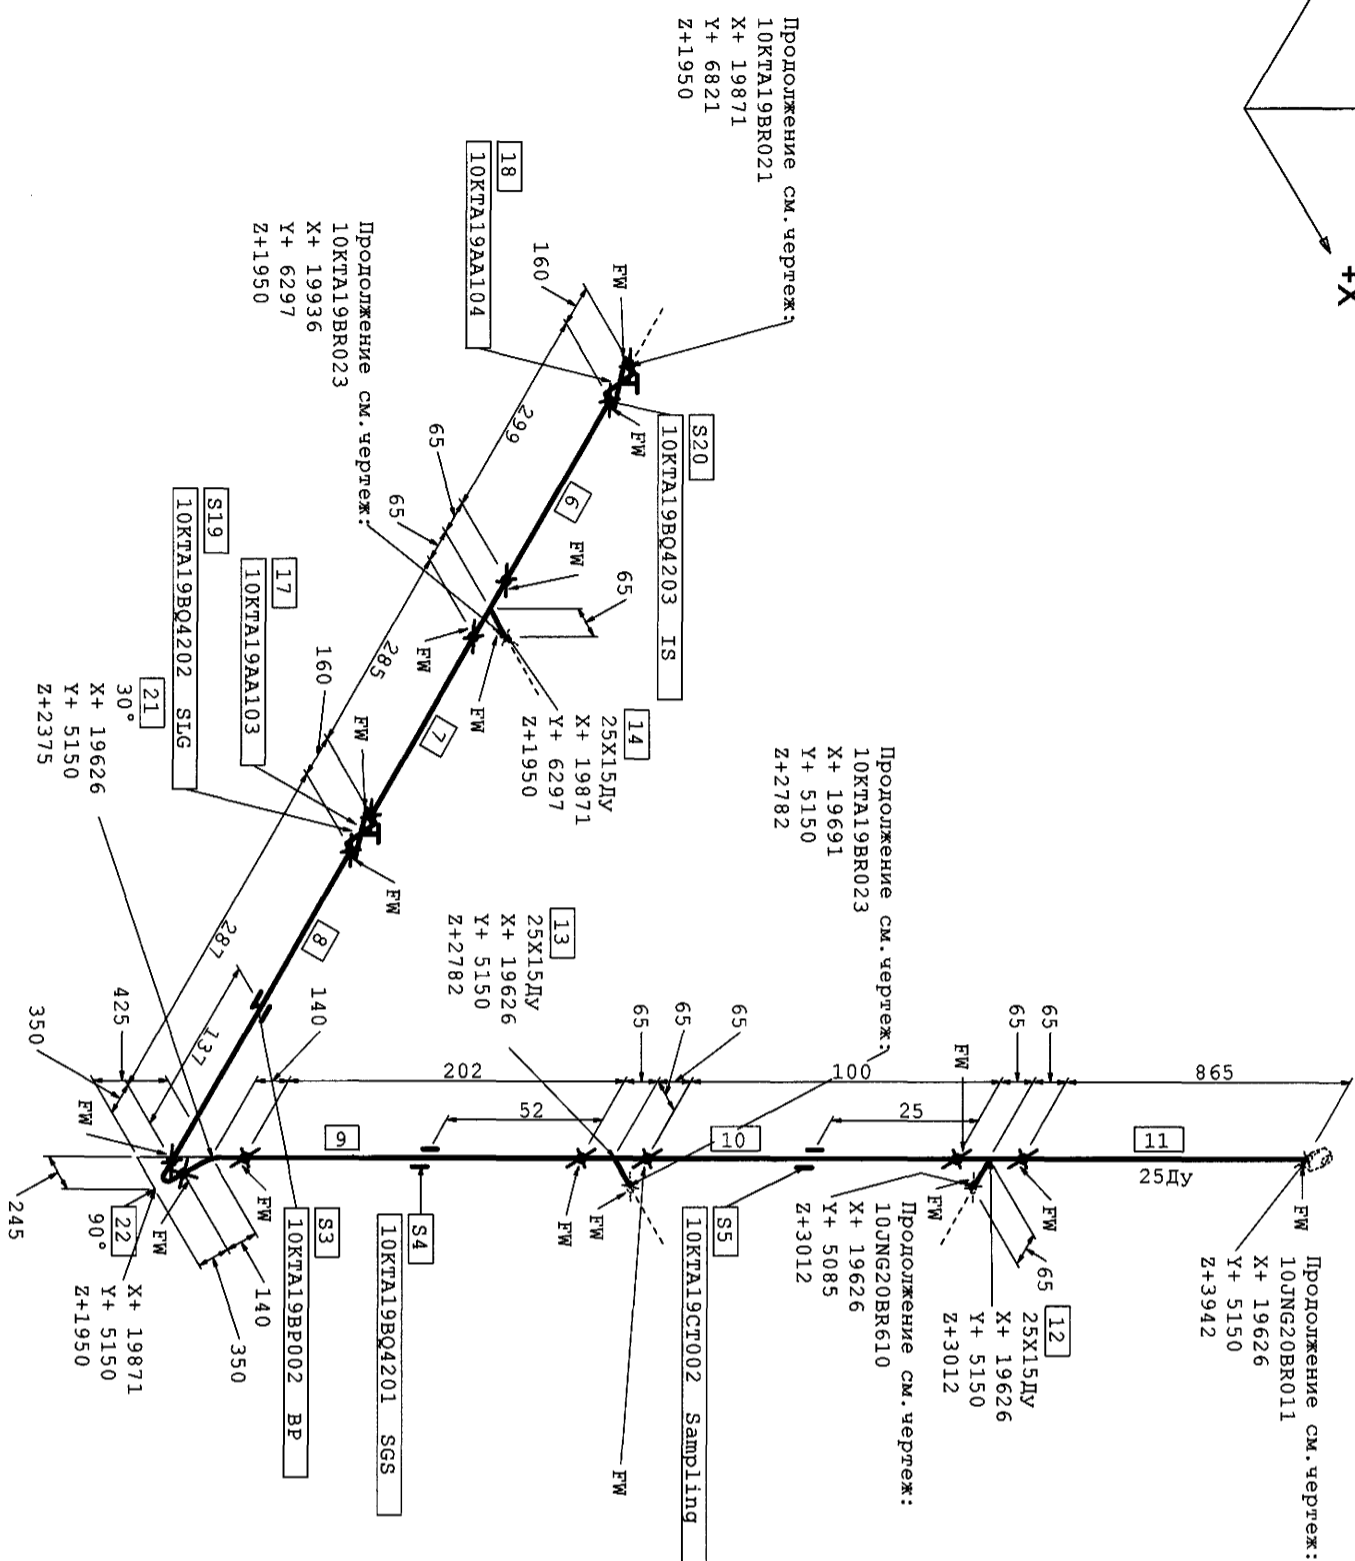 +X
Продолжение см.чертеж:
10KTA19BR021
X+ 19871
Y+ 6821
Z+1950
18
10KTA19AA104
Продолжение см.чертеж:
10KTA19BR023
X+ 19936
Y+ 6297
Z+1950
160
FW
299
65
65
S20
10KTA19BQ4203 IS
FW
6
FW
65
FW
FW
14
25X15Ду
X+ 19871
Y+ 6297
Z+1950
285
160
7
FW
17
10KTA19AA103
S19
10KTA19BQ4202 SLG
21
30°
X+ 19626
Y+ 5150
Z+2375
FW
8
287
137
140
425
350
FW
245
22
90°
X+ 19871
Y+ 5150
Z+1950
FW
FW
140
350
S3
10KTA19BP002 BP
9
S4
10KTA19BQ4201 SGS
202
52
13
25X15Ду
X+ 19626
Y+ 5150
Z+2782
65
65
65
FW
FW
FW
Продолжение см.чертеж:
10KTA19BR023
X+ 19691
Y+ 5150
Z+2782
10
100
25
S5
10KTA19CT002 Sampling
FW
65
65
FW
FW
65
Продолжение см.чертеж:
10JNG20BR610
X+ 19626
Y+ 5085
Z+3012
12
25X15Ду
X+ 19626
Y+ 5150
Z+3012
865
11
25Ду
FW
Продолжение см.чертеж:
10JNG20BR011
X+ 19626
Y+ 5150
Z+3942